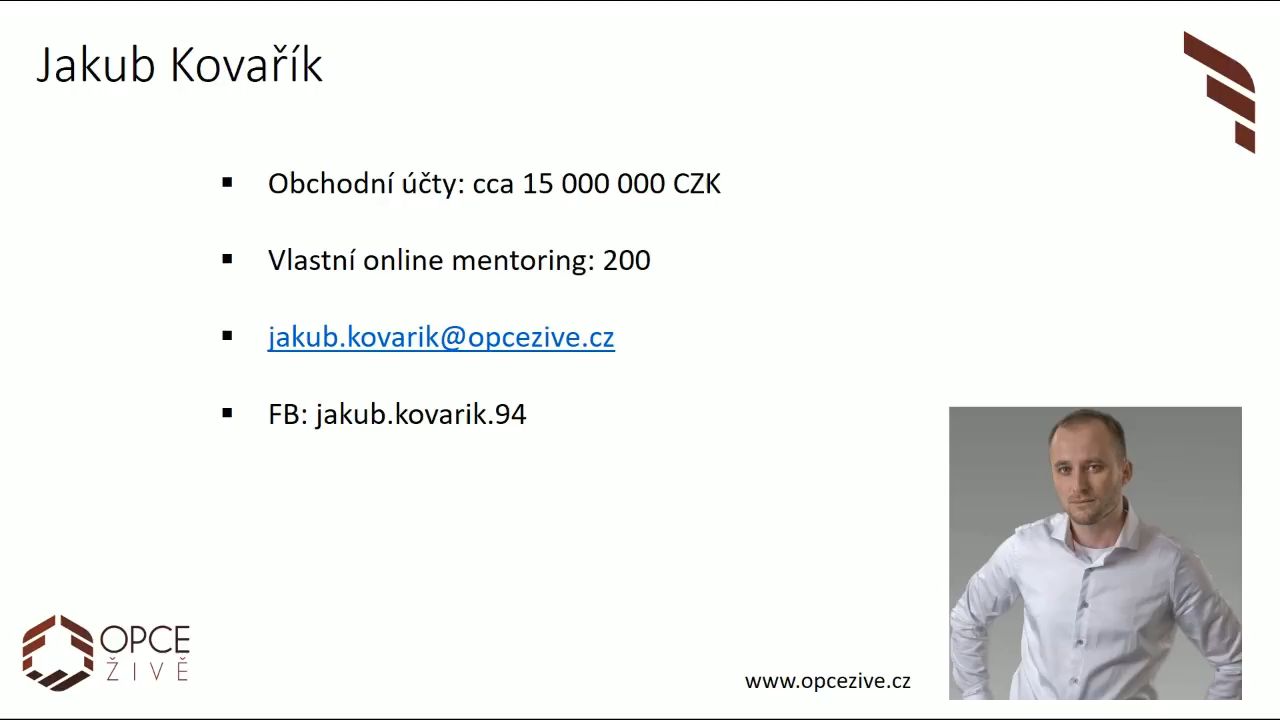 Jakub Kovařík
Obchodní účty: cca 15 000 000 CZK
Vlastní online mentoring: 200
jakub.kovarik@opcezive.cz
FB: jakub.kovarik.94
OPCE
ŽIVĚ
www.opcezive.cz